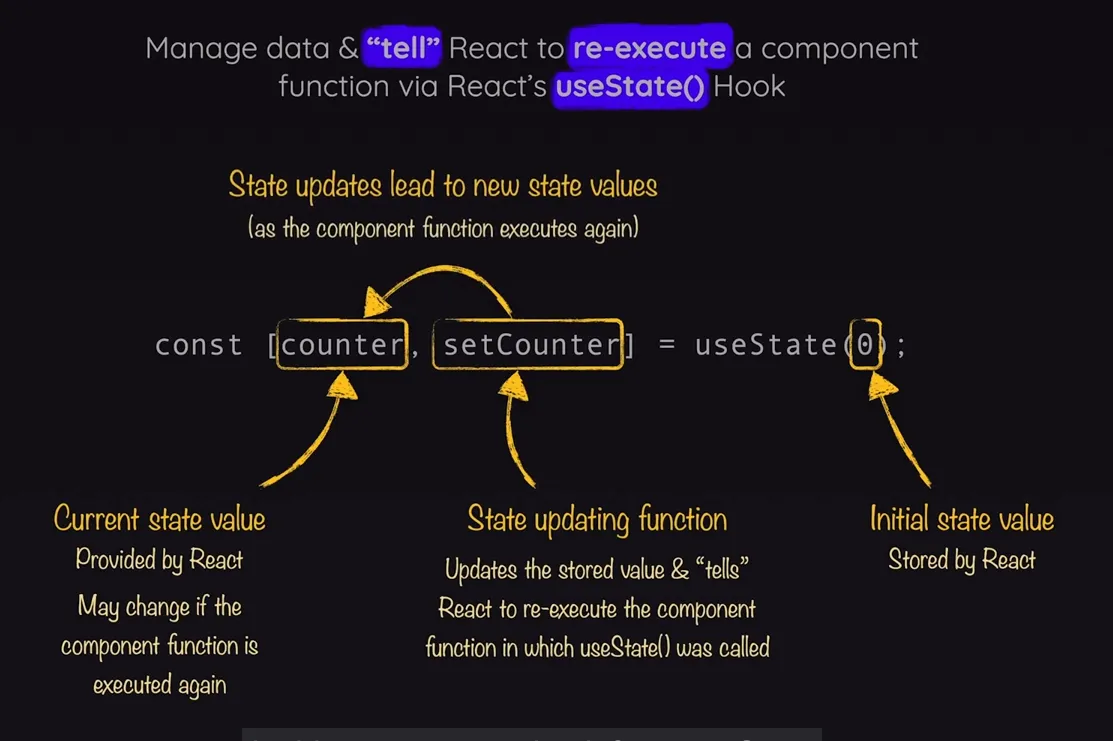 Manage data & “tell” React to re-execute a component
function via React’s useState() Hook
State updates lead to new state values
(as the component function executes again)
const [counter, setCounter] = useState(0);
Current state value
Provided by React
May change if the
component function is
executed again
State updating function
Updates the stored value & “tells”
React to re-execute the component
function in which useState() was called
Initial state value
Stored by React